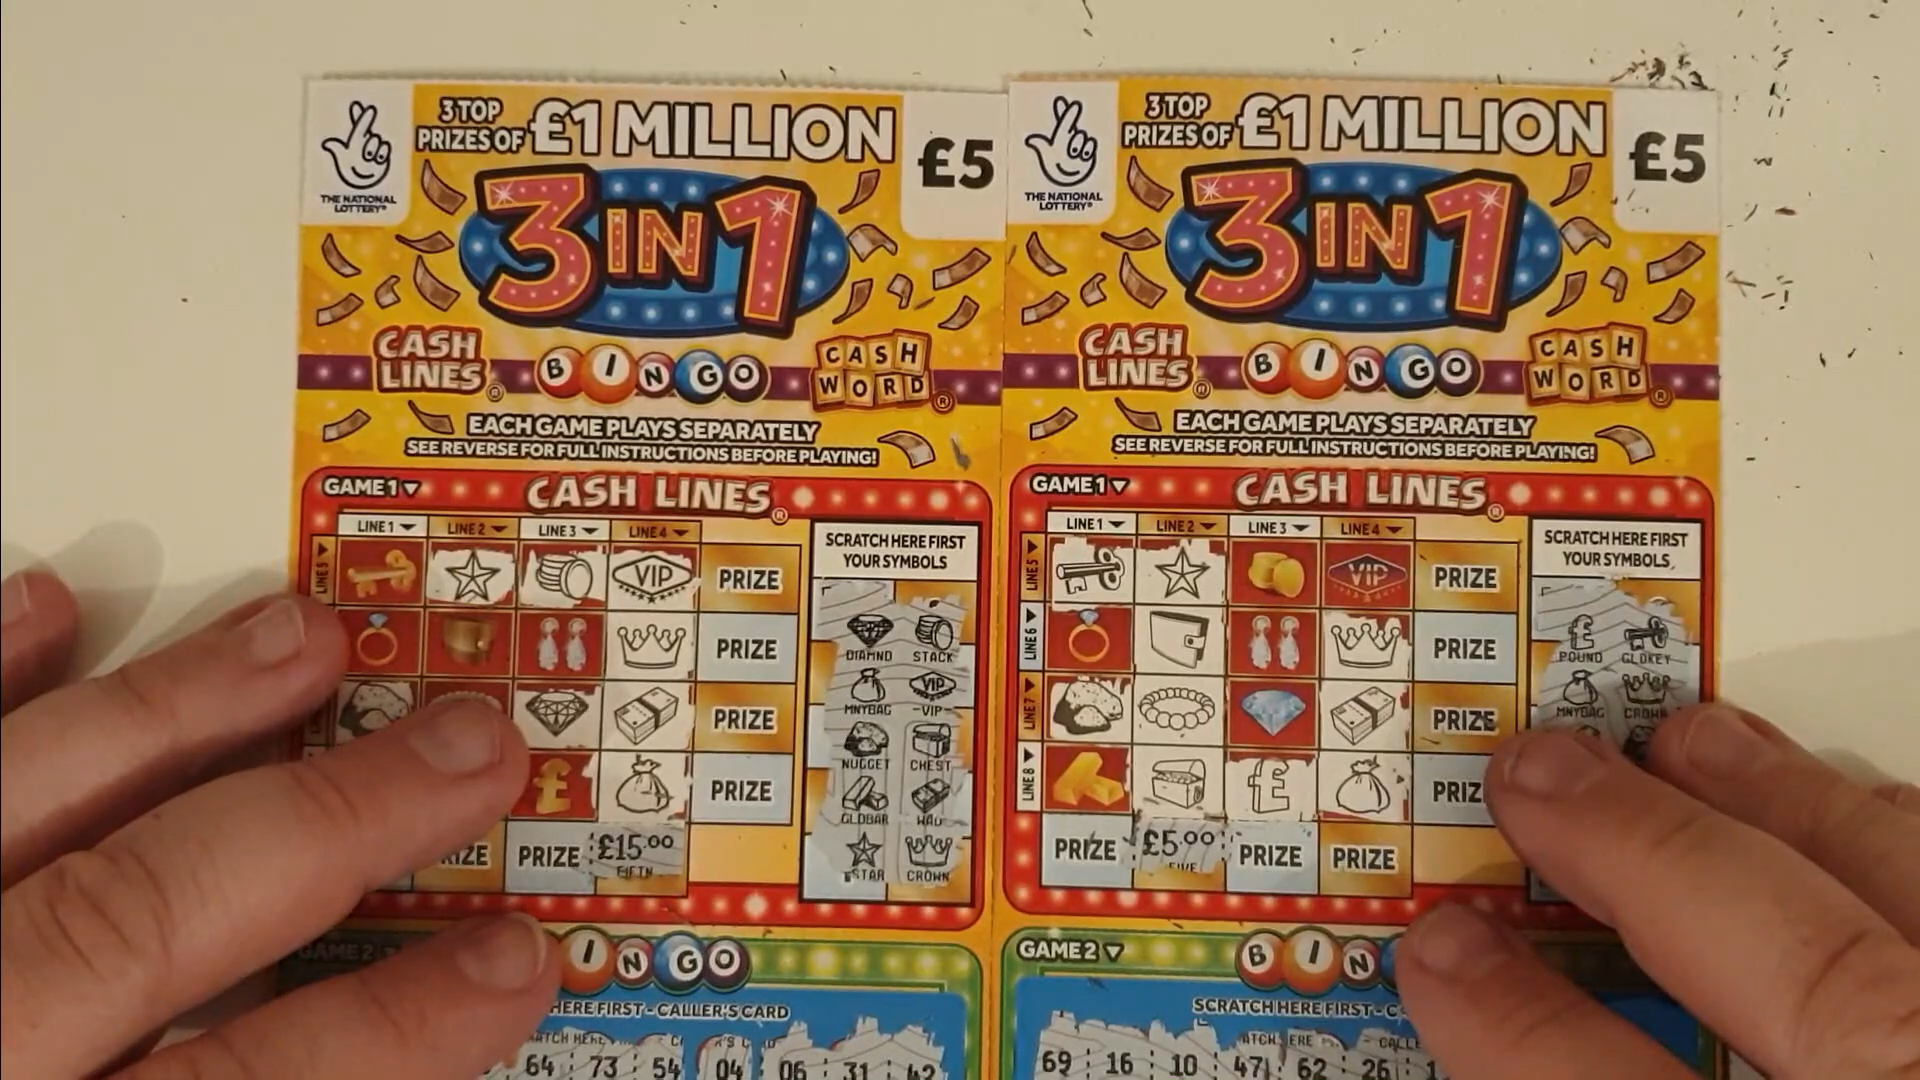 3 TOP PRIZES OF £1 MILLION
£5
THE NATIONAL LOTTERY®
3 IN 1
CASH LINES®
BINGO
CASH WORD®
EACH GAME PLAYS SEPARATELY
SEE REVERSE FOR FULL INSTRUCTIONS BEFORE PLAYING!
GAME 1
CASH LINES®
LINE 1 LINE 2 LINE 3 LINE 4
SCRATCH HERE FIRST
YOUR SYMBOLS
LINE 5
VIP
PRIZE
PRIZE
PRIZE
£
PRIZE
PRIZE £15.00
FIFTN
DIAMND STACK
MNYBAG VIP
NUGGET CHEST
GLDBAR WAD
STAR CROWN
GAME 2
INGO
HERE FIRST - CALLER'S CARD
64 73 54 04 06 31 42
3 TOP PRIZES OF £1 MILLION
£5
THE NATIONAL LOTTERY®
3 IN 1
CASH LINES®
BINGO
CASH WORD®
EACH GAME PLAYS SEPARATELY
SEE REVERSE FOR FULL INSTRUCTIONS BEFORE PLAYING!
GAME 1
CASH LINES®
LINE 1 LINE 2 LINE 3 LINE 4
SCRATCH HERE FIRST
YOUR SYMBOLS
LINE 5
VIP
PRIZE
LINE 6
PRIZE
LINE 7
PRIZE
LINE 8
£
PRIZ
PRIZE £5.00 PRIZE PRIZE
FIVE
£
POUND GLDKEY
MNYBAG CROWN
GAME 2
BIN
SCRATCH HERE FIRST - C
69 16 10 47 62 26